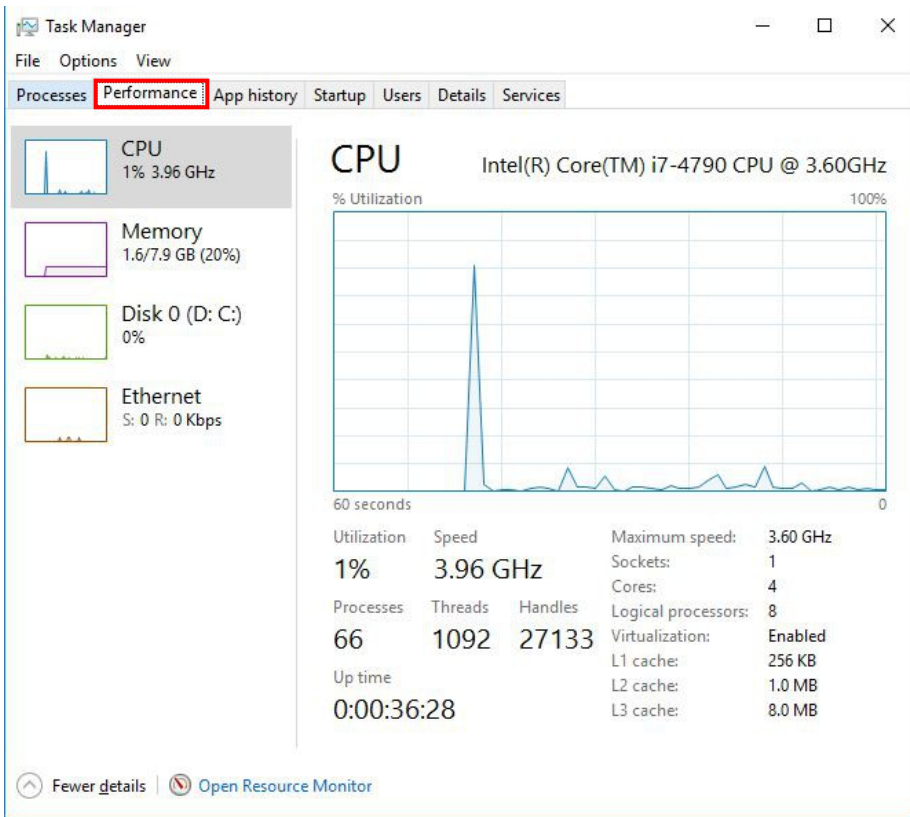 Task Manager
File Options View
Processes Performance App history Startup Users Details Services
CPU
1% 3.96 GHz
Memory
1.6/7.9 GB (20%)
Disk 0 (D: C:)
0%
Ethernet
S: 0 R: 0 Kbps
CPU Intel(R) Core(TM) i7-4790 CPU @ 3.60GHz
% Utilization 100%
60 seconds 0
Utilization Speed
1% 3.96 GHz
Processes Threads Handles
66 1092 27133
Up time
0:00:36:28
Maximum speed: 3.60 GHz
Sockets: 1
Cores: 4
Logical processors: 8
Virtualization: Enabled
L1 cache: 256 KB
L2 cache: 1.0 MB
L3 cache: 8.0 MB
Fewer details Open Resource Monitor